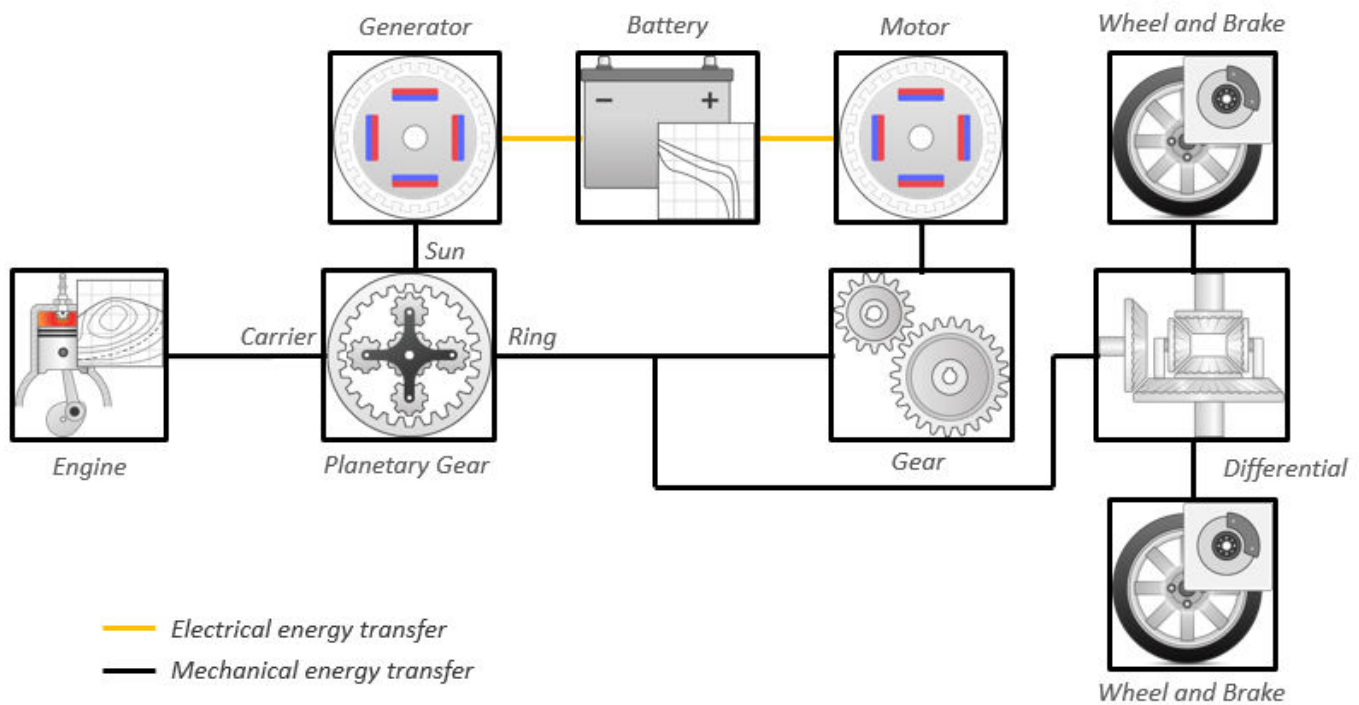 Generator
Battery
Motor
Wheel and Brake
Sun
Carrier
Ring
Engine
Planetary Gear
Gear
Differential
Electrical energy transfer
Mechanical energy transfer
Wheel and Brake